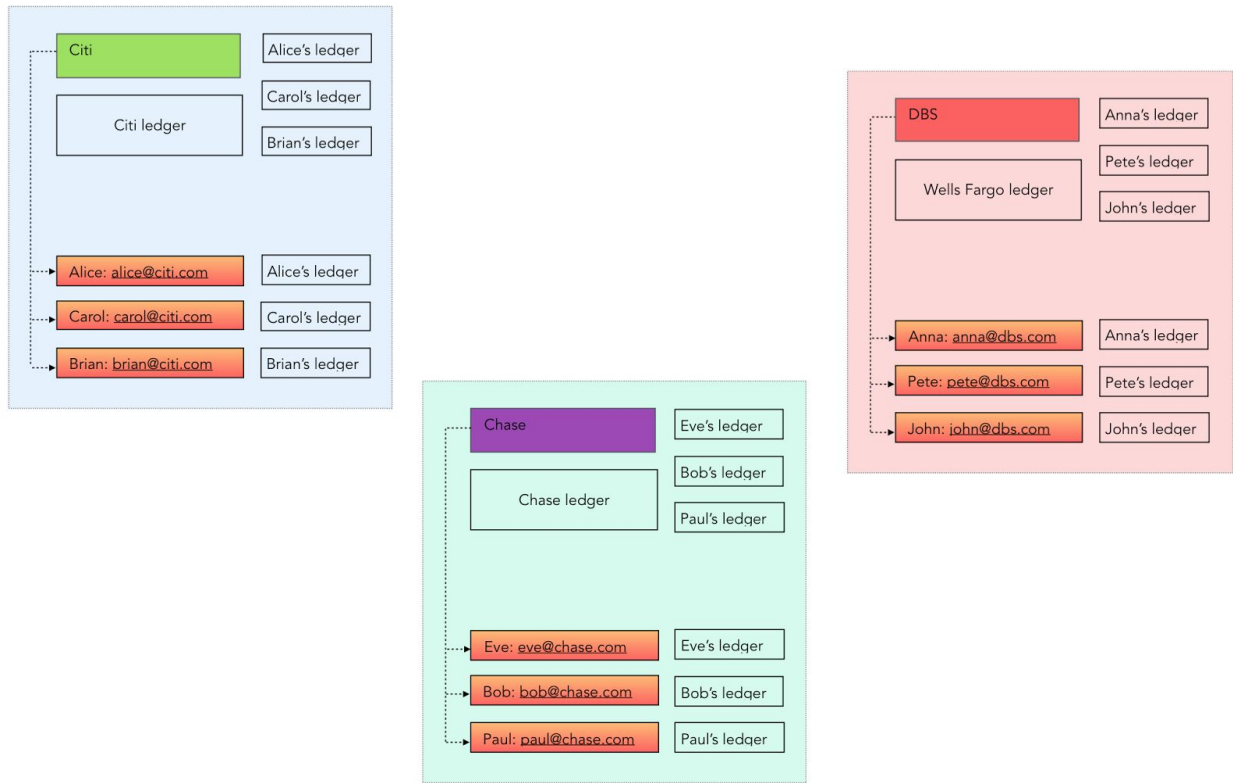 Citi
Alice's ledger
Citi ledger
Carol's ledger
Brian's ledger
Alice: alice@citi.com
Alice's ledger
Carol: carol@citi.com
Carol's ledger
Brian: brian@citi.com
Brian's ledger
Chase
Eve's ledger
Chase ledger
Bob's ledger
Paul's ledger
Eve: eve@chase.com
Eve's ledger
Bob: bob@chase.com
Bob's ledger
Paul: paul@chase.com
Paul's ledger
DBS
Anna's ledger
Wells Fargo ledger
Pete's ledger
John's ledger
Anna: anna@dbs.com
Anna's ledger
Pete: pete@dbs.com
Pete's ledger
John: john@dbs.com
John's ledger